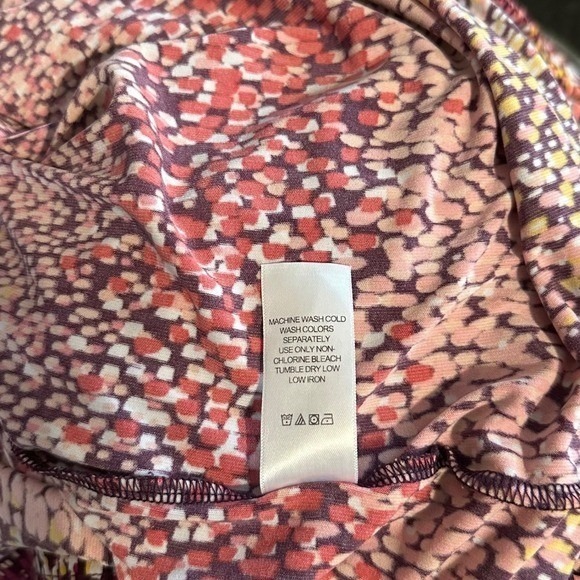 MACHINE WASH COLD
WASH COLORS
SEPARATELY
USE ONLY NON-
CHLORINE BLEACH
TUMBLE DRY LOW
LOW IRON